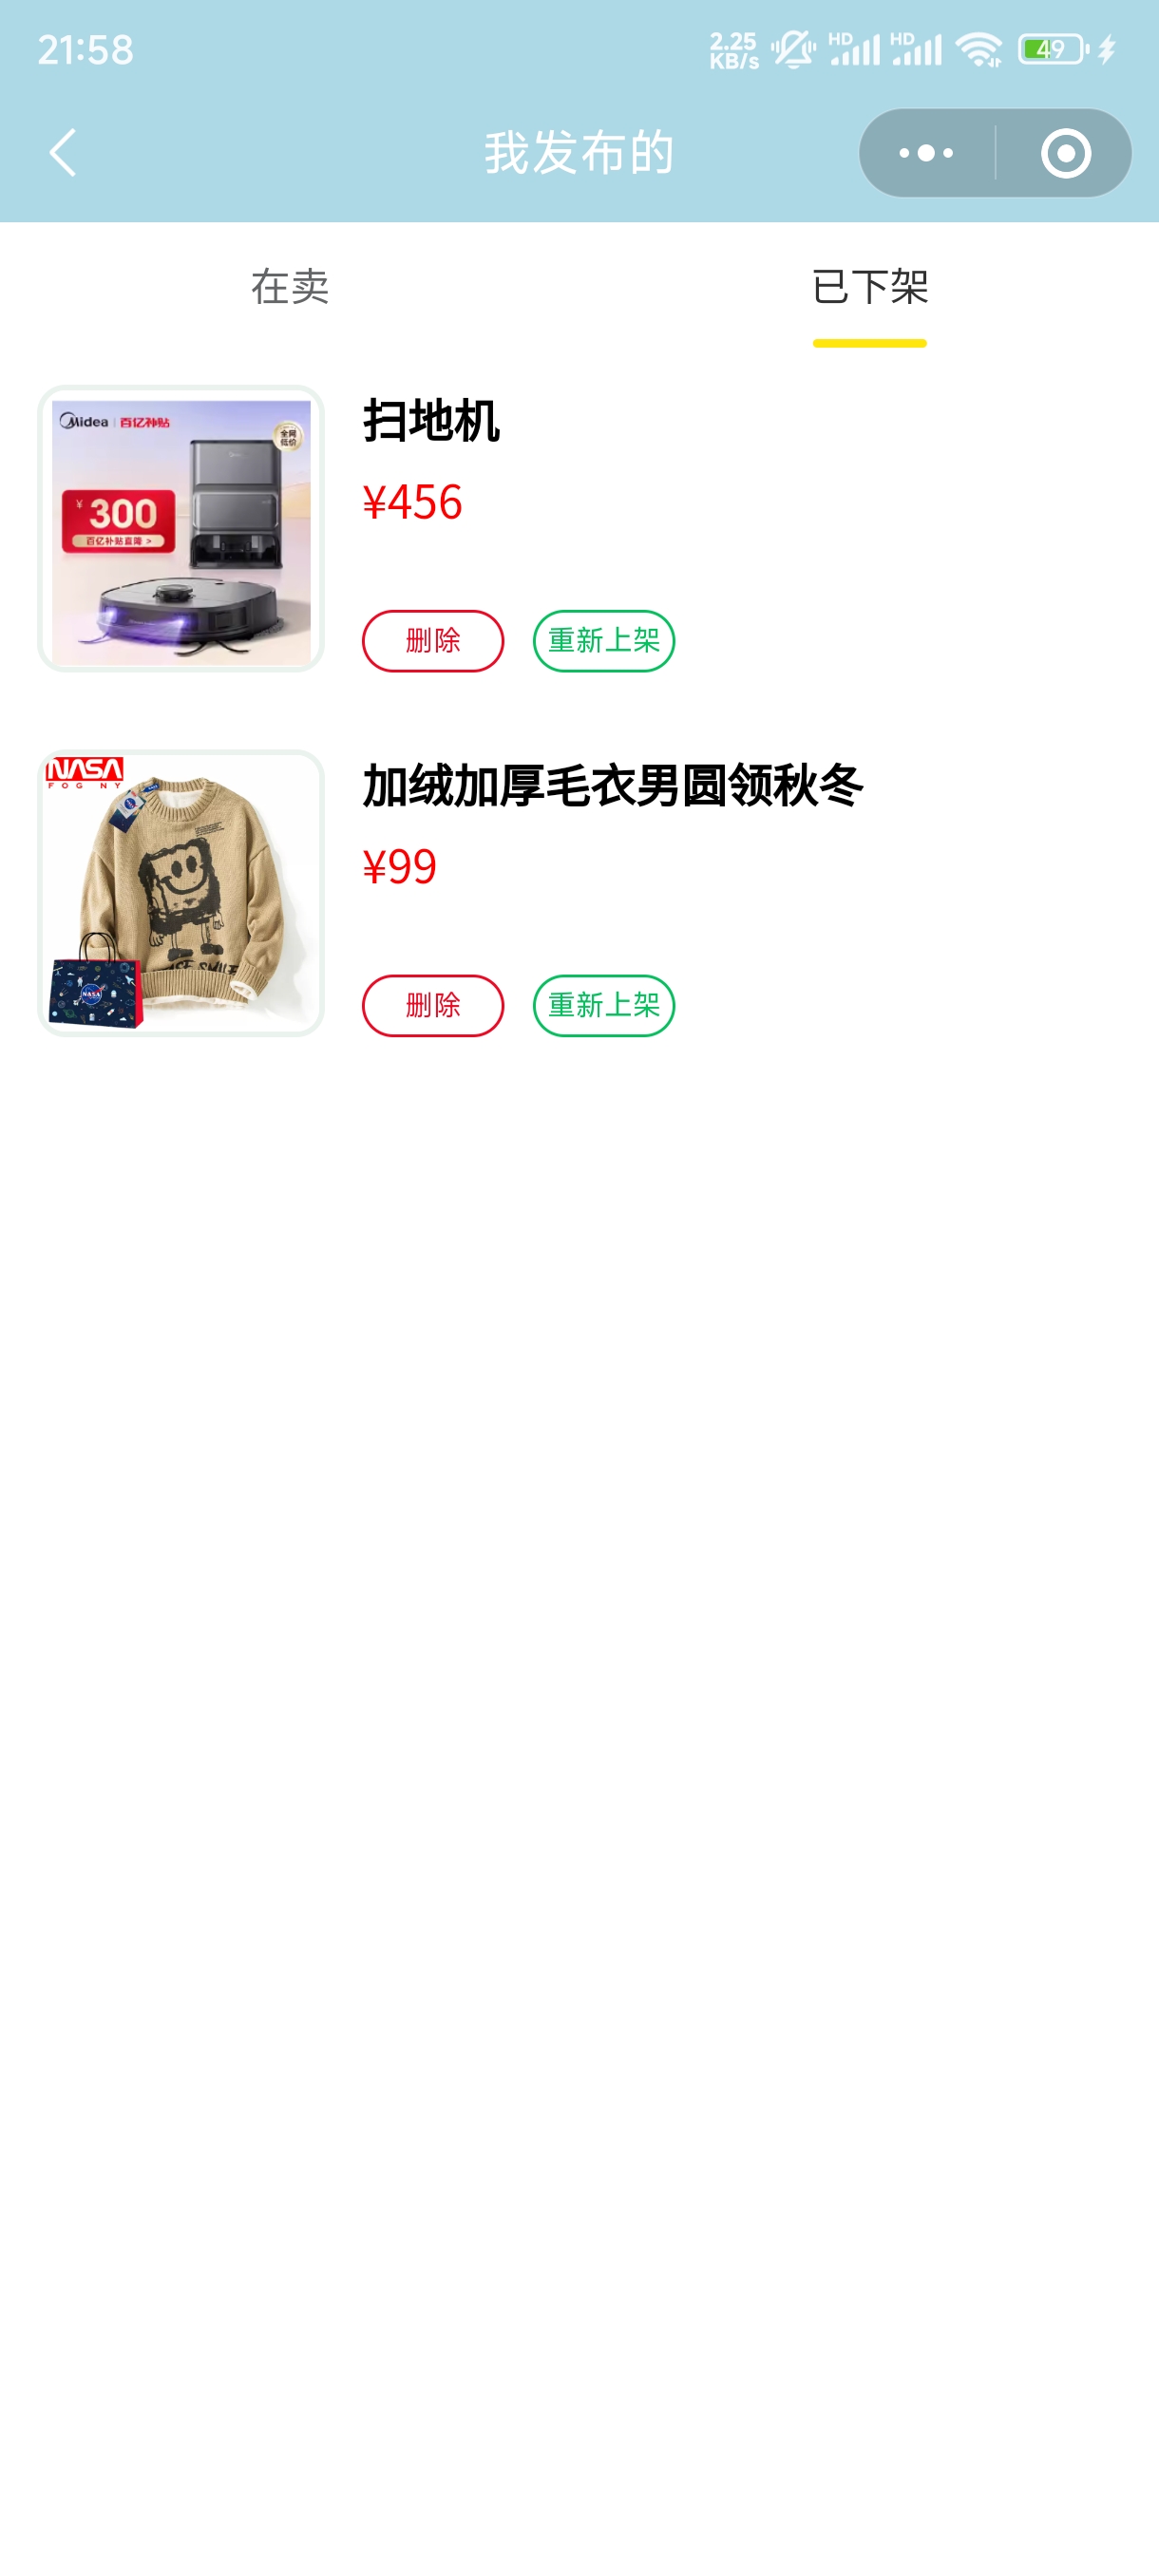 21:58
2.25
KB/s
HD
HD
49
我发布的
在卖
已下架
Midea
百亿补贴
全网
低价
¥300
百亿补贴直降 >
扫地机
¥456
删除
重新上架
NASA
FOG NY
NASA
加绒加厚毛衣男圆领秋冬
¥99
删除
重新上架